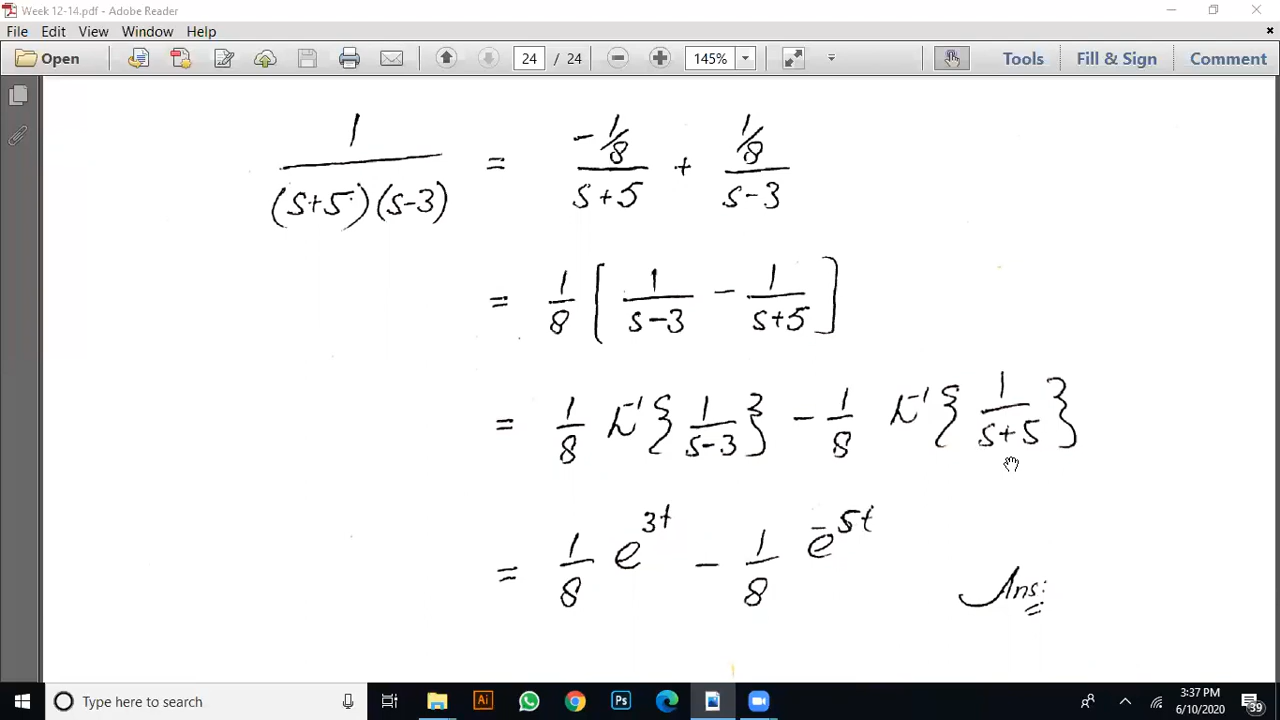 Week 12-14.pdf - Adobe Reader
File Edit View Window Help
Open 24 / 24 145% Tools Fill & Sign Comment
1/((s+5)(s-3)) = (-1/8)/(s+5) + (1/8)/(s-3)
= 1/8 [ 1/(s-3) - 1/(s+5) ]
= 1/8 L⁻¹{ 1/(s-3) } - 1/8 L⁻¹{ 1/(s+5) }
= 1/8 e^3t - 1/8 e^-5t
Ans:
Type here to search
Ai
Ps
3:37 PM
6/10/2020
39